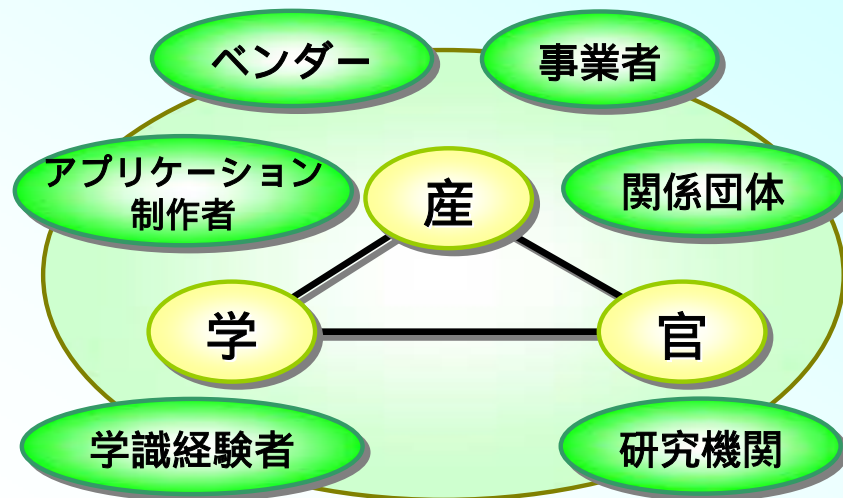 ベンダー
事業者
アプリケーション
制作者
産
関係団体
学
官
学識経験者
研究機関